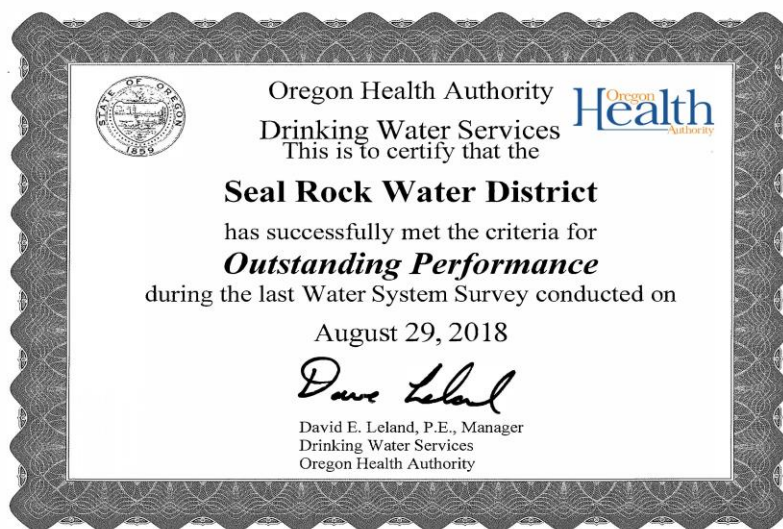 STATE OF OREGON
1859
Oregon Health Authority
Oregon
Health
Authority
Drinking Water Services
This is to certify that the
Seal Rock Water District
has successfully met the criteria for
Outstanding Performance
during the last Water System Survey conducted on
August 29, 2018
Dave Leland
David E. Leland, P.E., Manager
Drinking Water Services
Oregon Health Authority